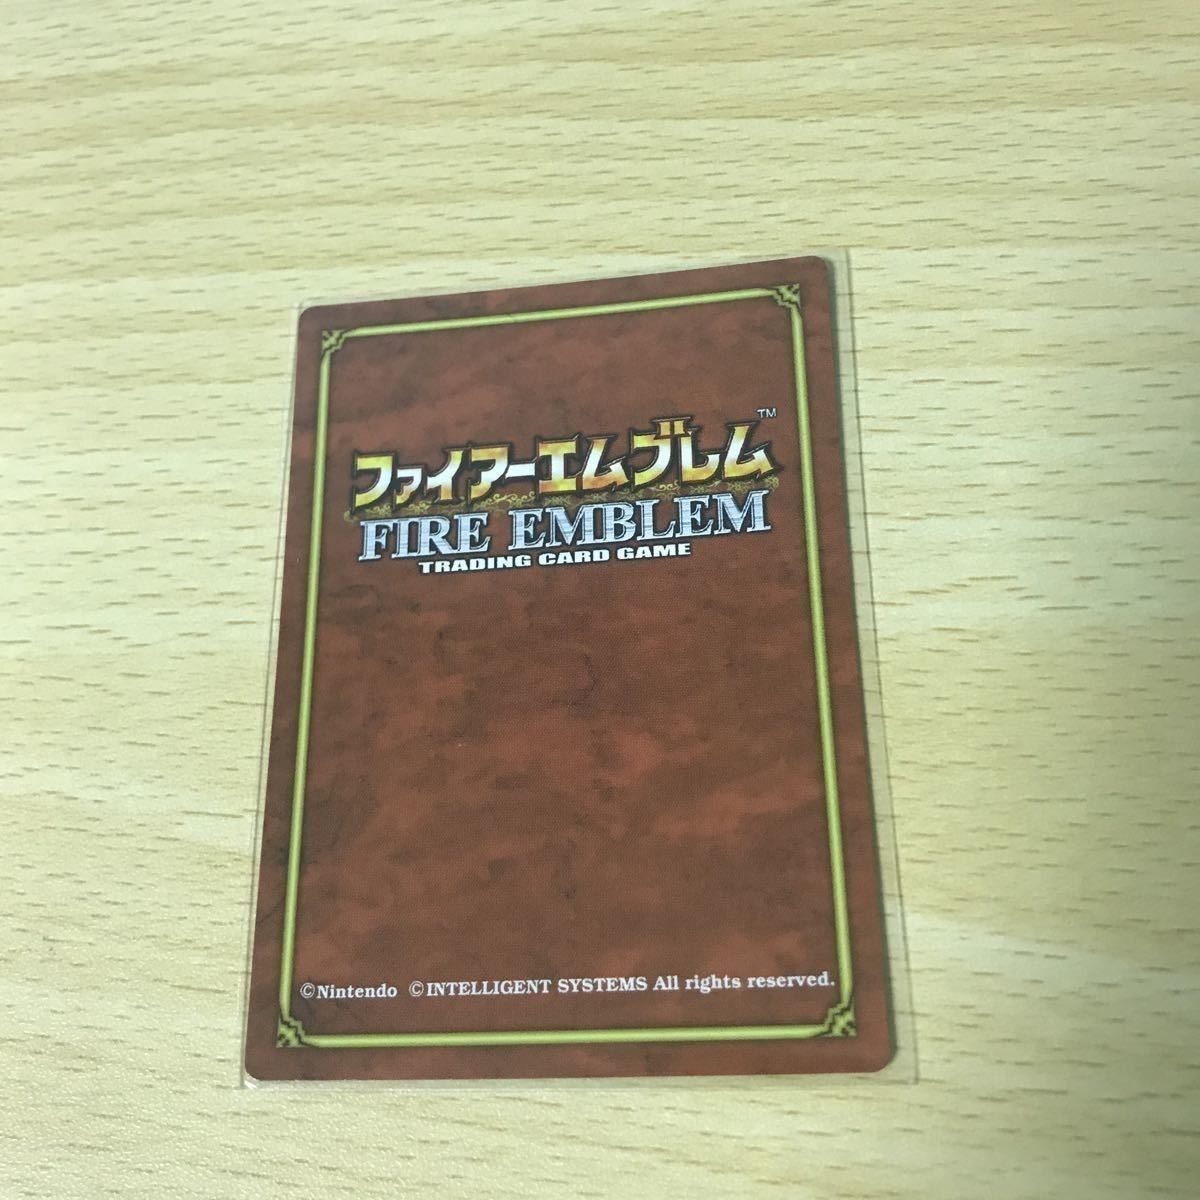 ファイアーエムブレム™
FIRE EMBLEM
TRADING CARD GAME
©Nintendo ©INTELLIGENT SYSTEMS All rights reserved.